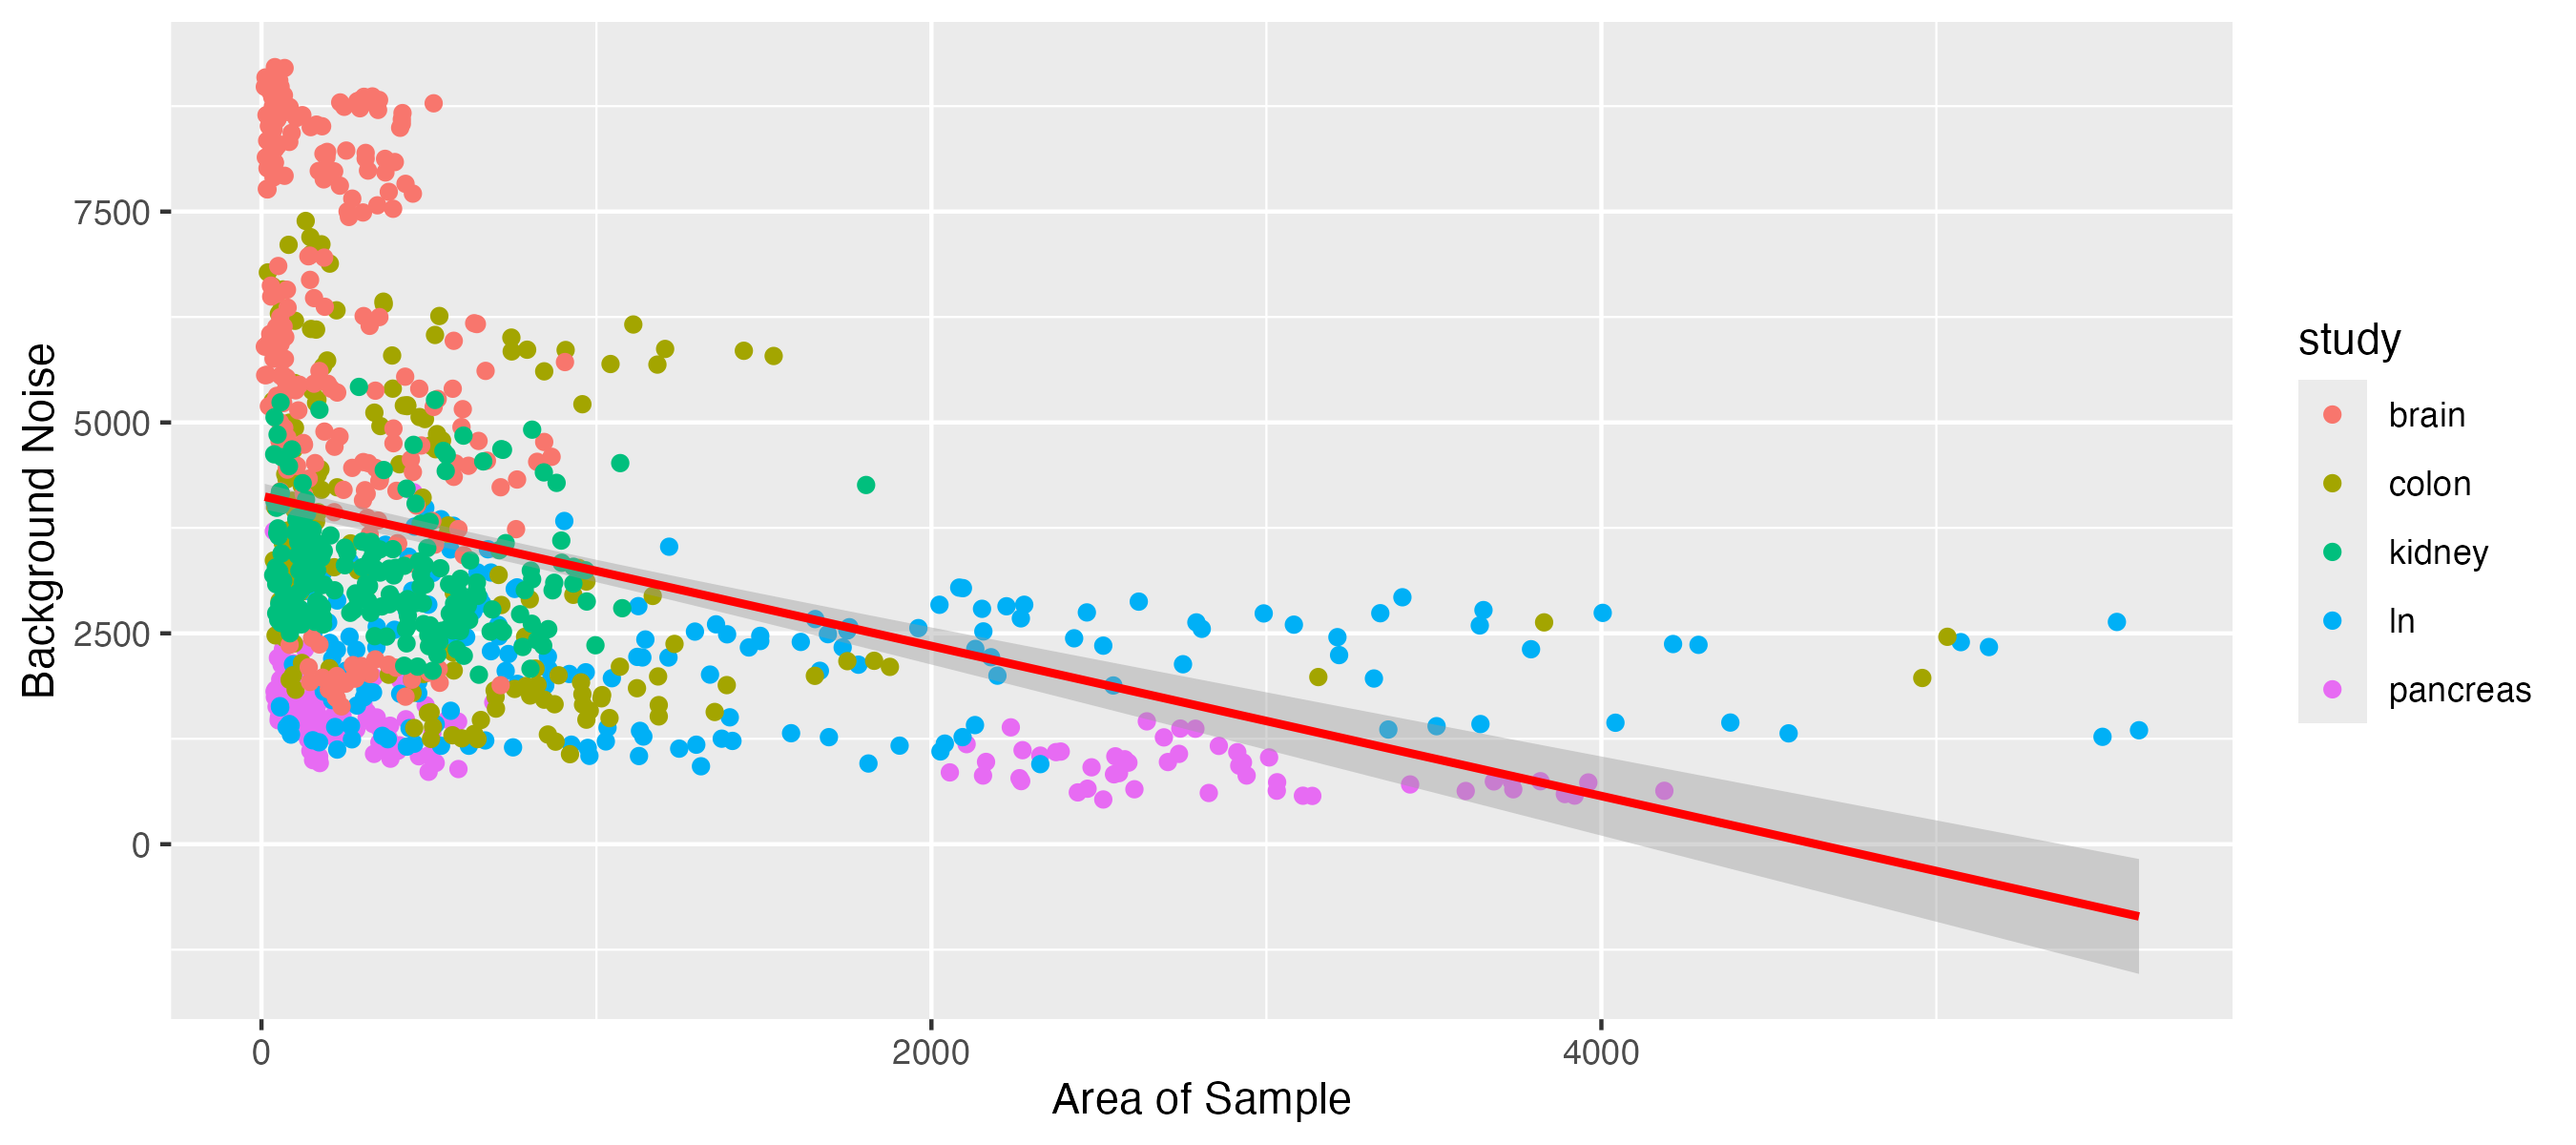 Background Noise
7500
5000
2500
0
0
2000
4000
Area of Sample
study
brain
colon
kidney
ln
pancreas